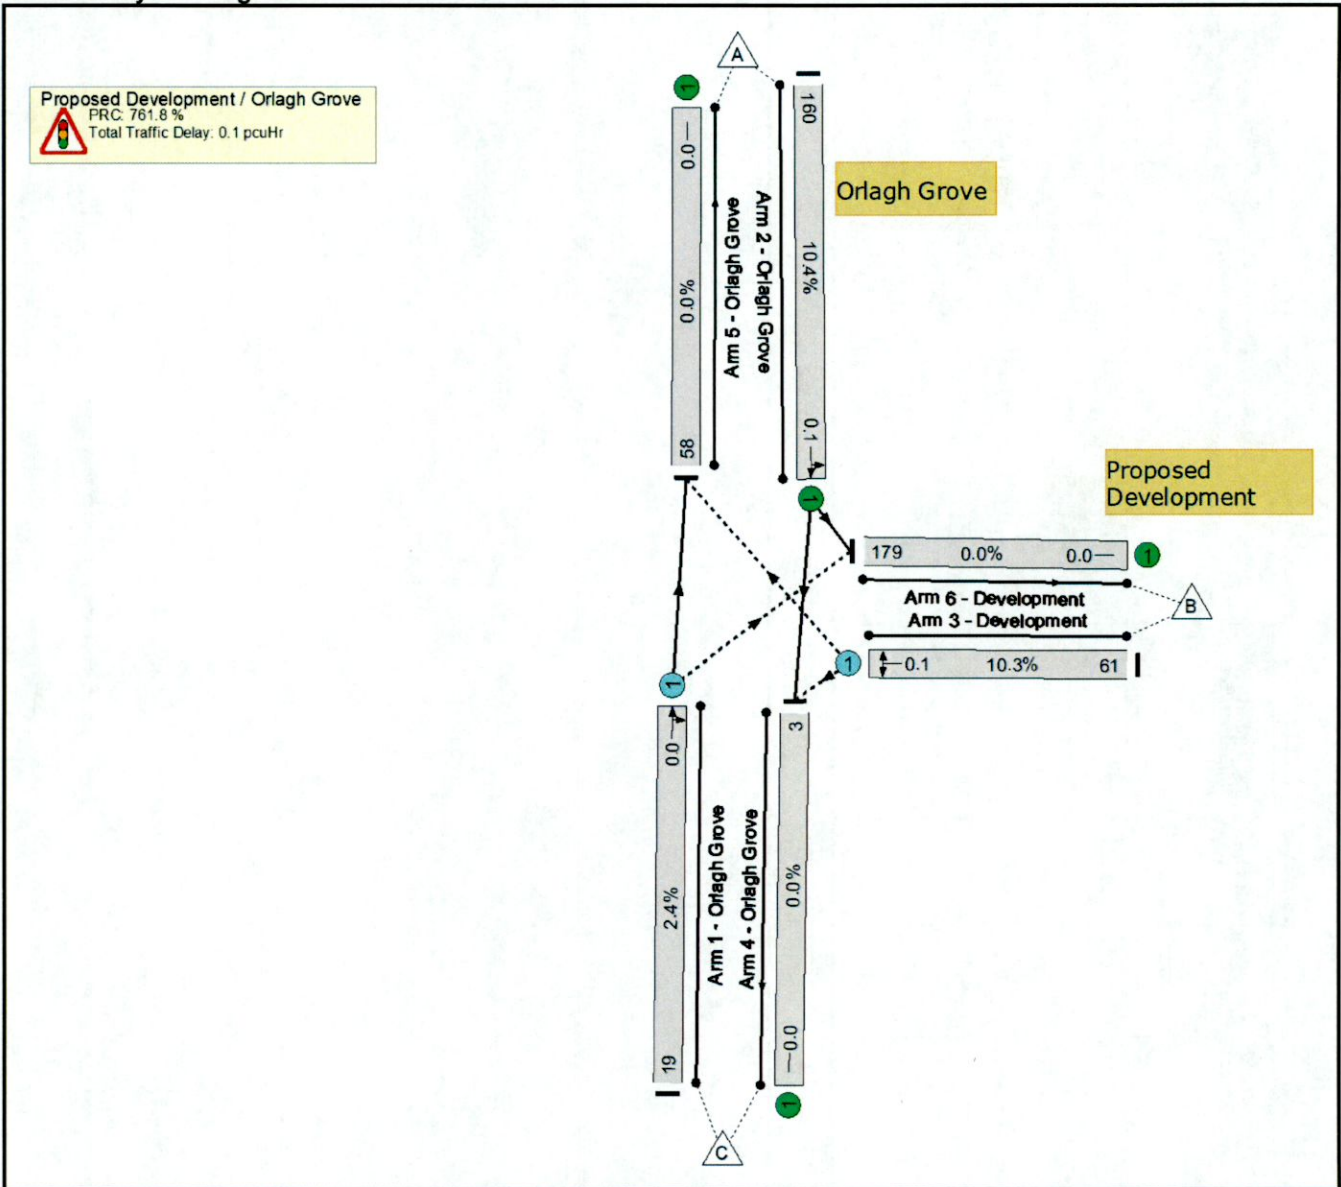 Proposed Development / Orlagh Grove
PRC: 761.8 %
Total Traffic Delay: 0.1 pcuHr
A
1
0.0
0.0%
58
Arm 5 - Orlagh Grove
Arm 2 - Orlagh Grove
160
10.4%
0.1
1
Orlagh Grove
Proposed
Development
179 0.0% 0.0
1
Arm 6 - Development
Arm 3 - Development
B
1
0.1 10.3% 61
1
0.0
2.4%
19
Arm 1 - Orlagh Grove
Arm 4 - Orlagh Grove
3
0.0%
0.0
1
C